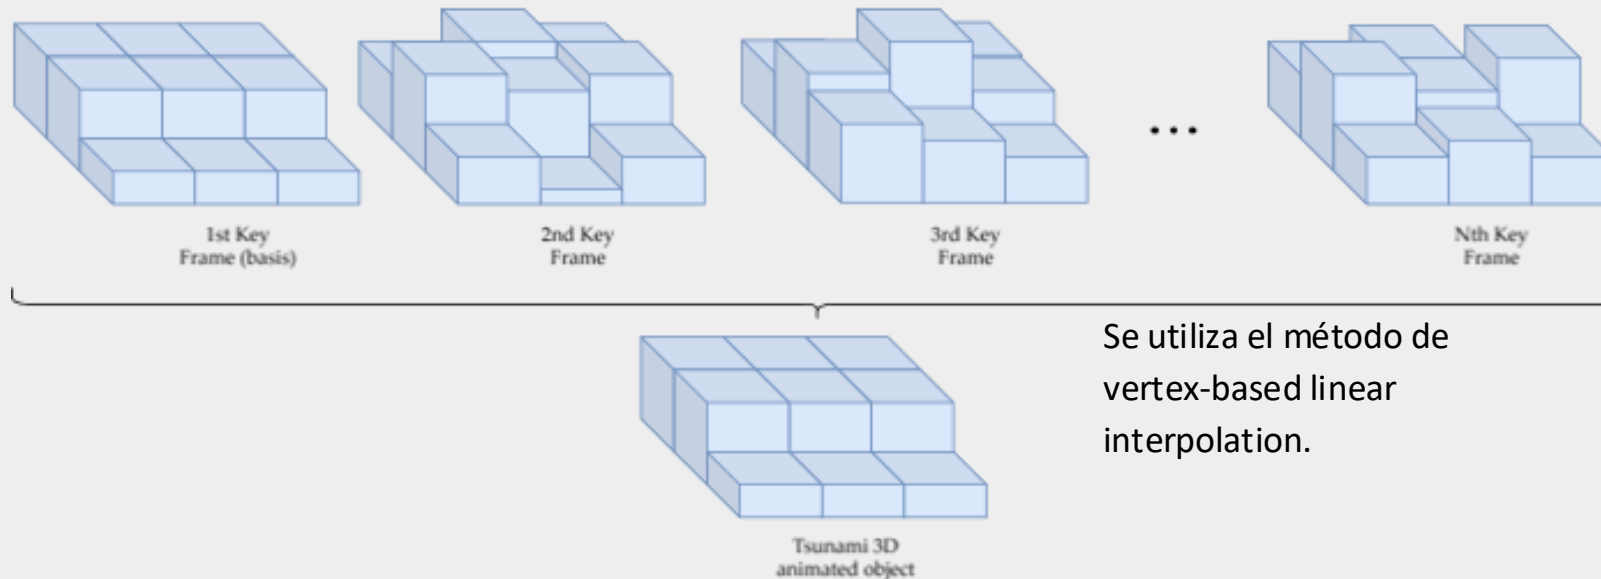 1st Key
Frame (basis)
2nd Key
Frame
3rd Key
Frame
...
Nth Key
Frame
Se utiliza el método de
vertex-based linear
interpolation.
Tsunami 3D
animated object